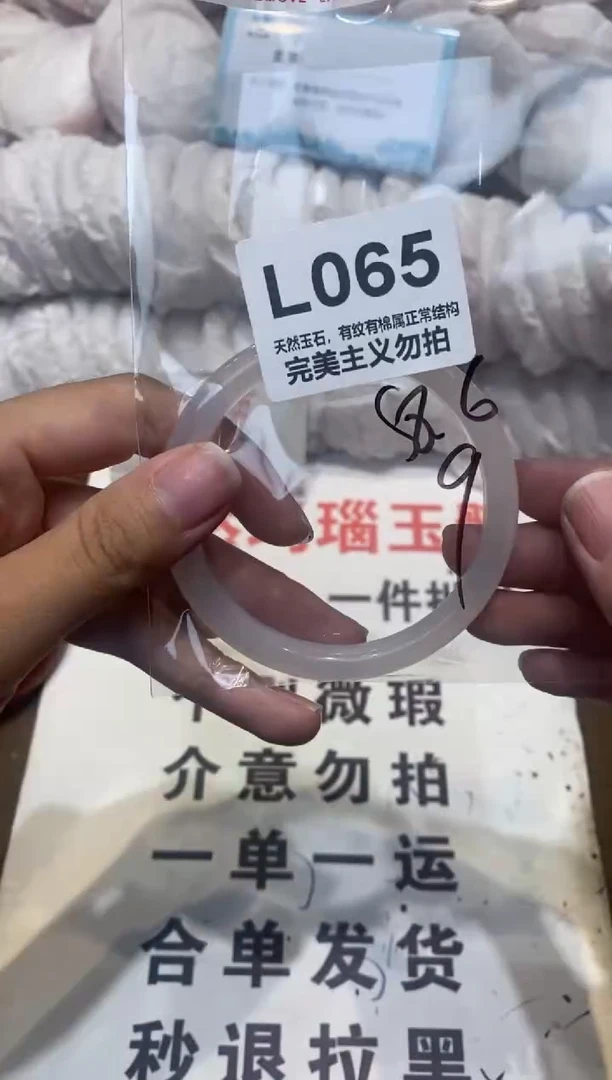 L065
天然玉石，有纹有棉属正常结构
完美主义勿拍
6
9
瑙玉
一件
微瑕
介意勿拍
一单一运
合单发货
秒退拉黑